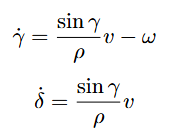 γ̇ = sin γ / ρ v − ω
δ̇ = sin γ / ρ v